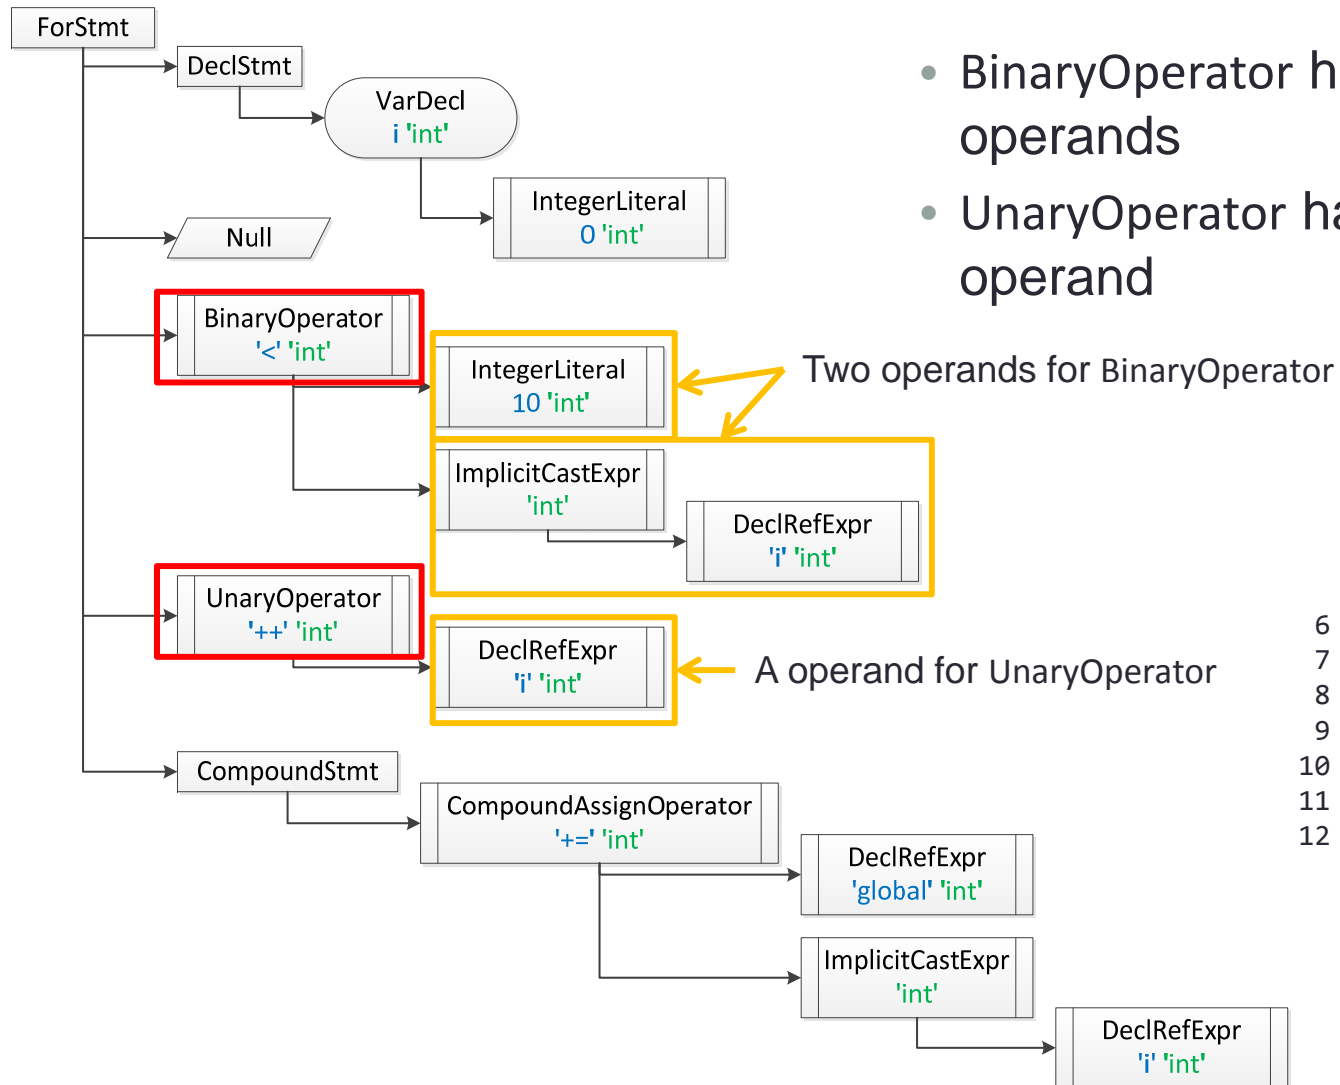 ForStmt
DeclStmt
VarDecl
i 'int'
IntegerLiteral
0 'int'
Null
BinaryOperator
'<' 'int'
IntegerLiteral
10 'int'
ImplicitCastExpr
'int'
DeclRefExpr
'i' 'int'
UnaryOperator
'++' 'int'
DeclRefExpr
'i' 'int'
CompoundStmt
CompoundAssignOperator
'+=' 'int'
DeclRefExpr
'global' 'int'
ImplicitCastExpr
'int'
DeclRefExpr
'i' 'int'
• BinaryOperator
operands
• UnaryOperator
operand
Two operands for BinaryOperator
A operand for UnaryOperator
6
7
8
9
10
11
12